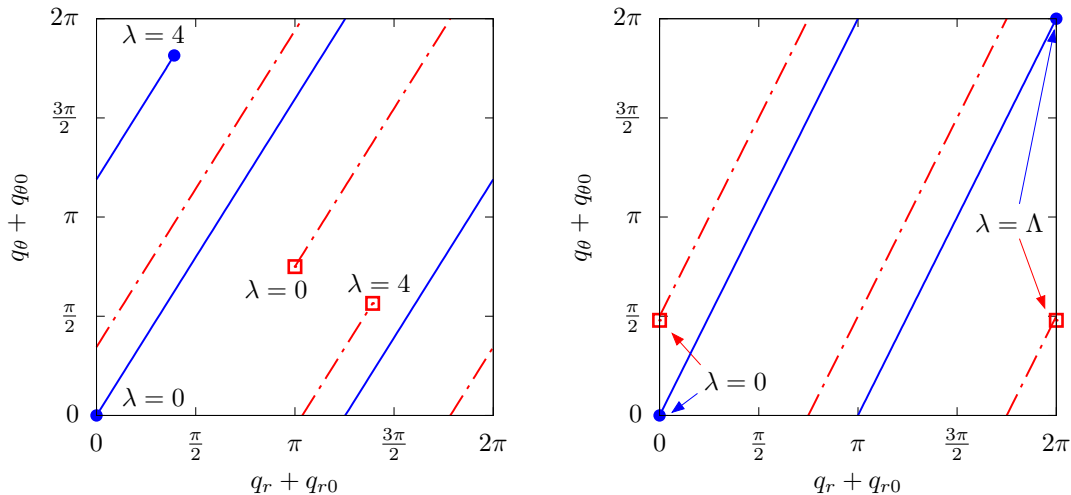 2π
3π/2
π
π/2
0
q_θ + q_θ0
λ = 4
λ = 0
λ = 4
λ = 0
0 π/2 π 3π/2 2π
q_r + q_r0
2π
3π/2
π
π/2
0
q_θ + q_θ0
λ = Λ
λ = 0
0 π/2 π 3π/2 2π
q_r + q_r0